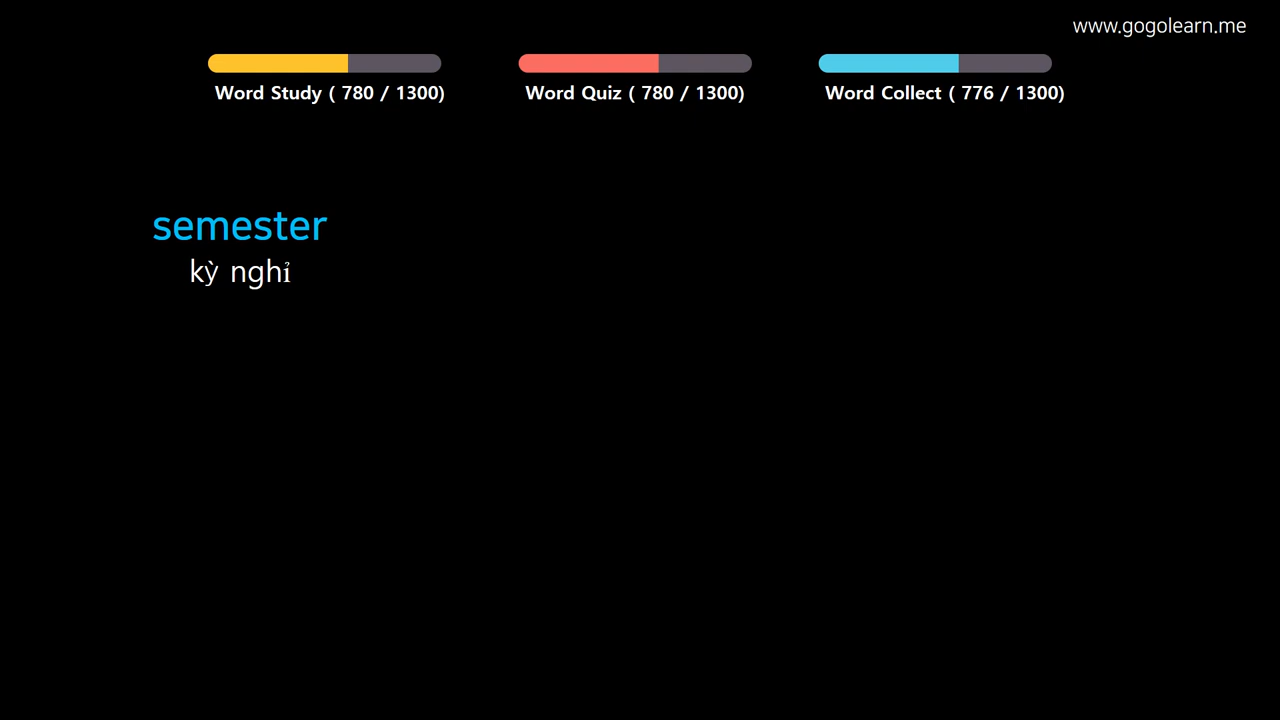 www.gogolearn.me
Word Study ( 780 / 1300)
Word Quiz ( 780 / 1300)
Word Collect ( 776 / 1300)
semester
kỳ nghỉ